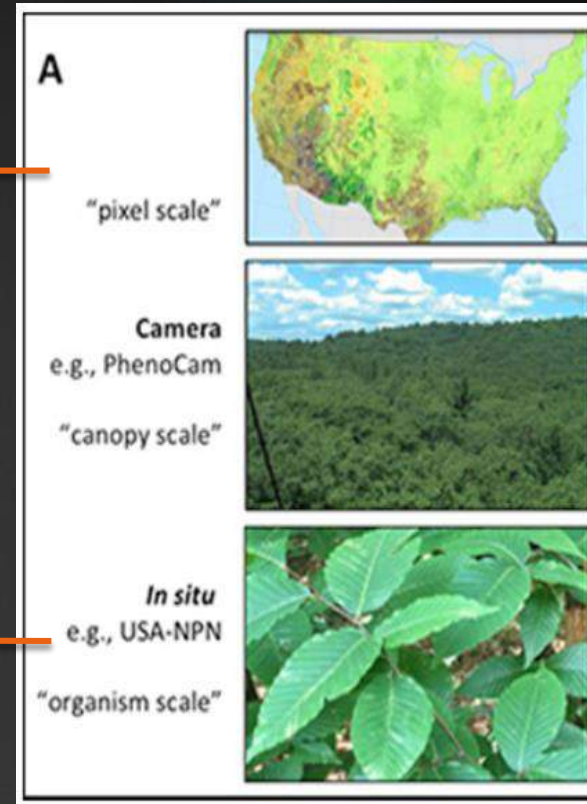 A
“pixel scale”
Camera
e.g., PhenoCam
“canopy scale”
In situ
e.g., USA-NPN
“organism scale”